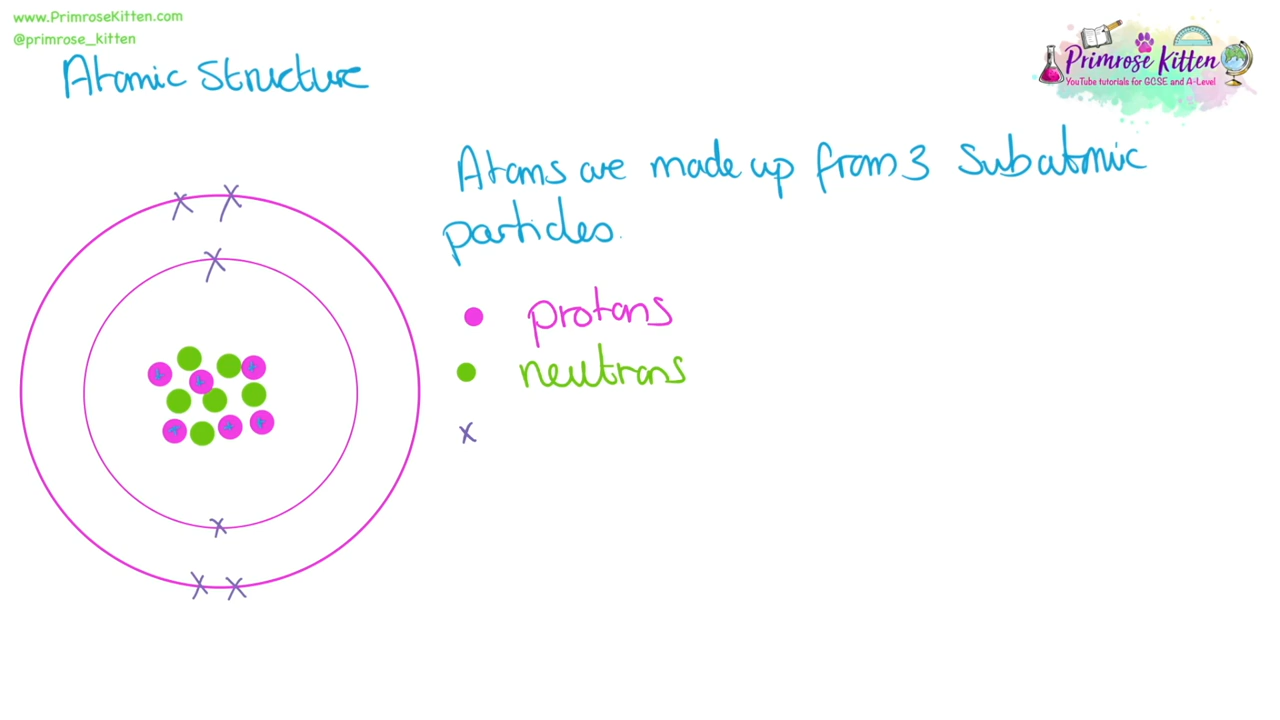 www.PrimroseKitten.com
@primrose_kitten
Primrose Kitten
YouTube tutorials for GCSE and A-Level
Atomic Structure
Atoms are made up from 3 subatomic
particles.
protons
neutrons
x